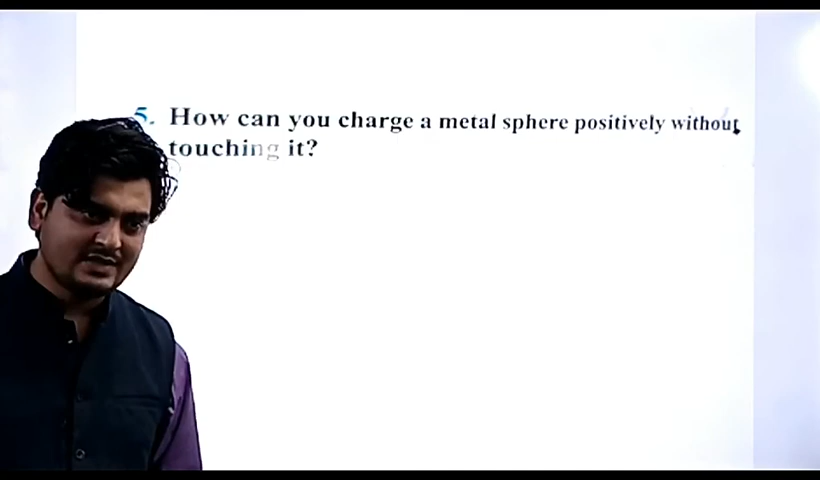 5. How can you charge a metal sphere positively without
touching it?